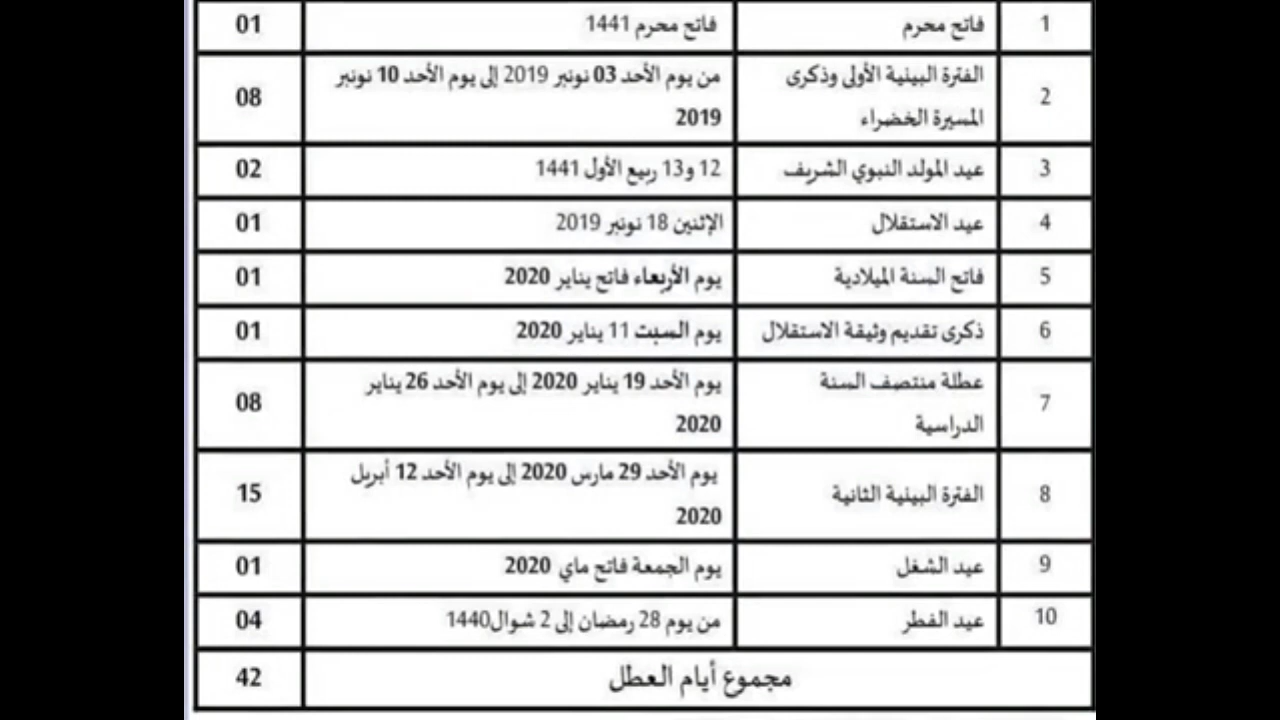 1 فاتح محرم فاتح محرم 1441 01
2 الفترة البينية الأولى وذكرى المسيرة الخضراء من يوم الأحد 03 نونبر 2019 إلى يوم الأحد 10 نونبر 2019 08
3 عيد المولد النبوي الشريف 12 و13 ربيع الأول 1441 02
4 عيد الاستقلال الإثنين 18 نونبر 2019 01
5 فاتح السنة الميلادية يوم الأربعاء فاتح يناير 2020 01
6 ذكرى تقديم وثيقة الاستقلال يوم السبت 11 يناير 2020 01
7 عطلة منتصف السنة الدراسية يوم الأحد 19 يناير 2020 إلى يوم الأحد 26 يناير 2020 08
8 الفترة البينية الثانية يوم الأحد 29 مارس 2020 إلى يوم الأحد 12 أبريل 2020 15
9 عيد الشغل يوم الجمعة فاتح ماي 2020 01
10 عيد الفطر من يوم 28 رمضان إلى 2 شوال1440 04
مجموع أيام العطل 42